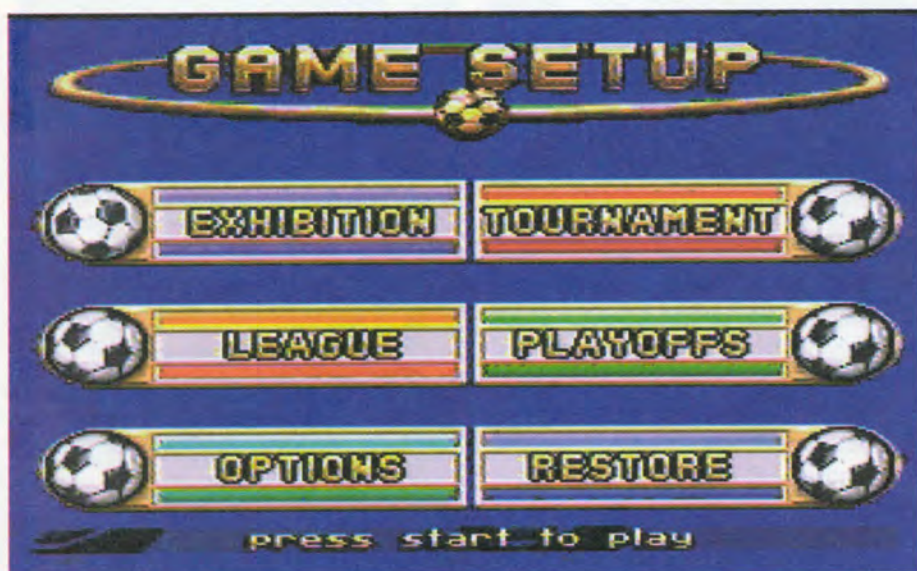 GAME SETUP
EXHIBITION TOURNAMENT
LEAGUE PLAYOFFS
OPTIONS RESTORE
press start to play